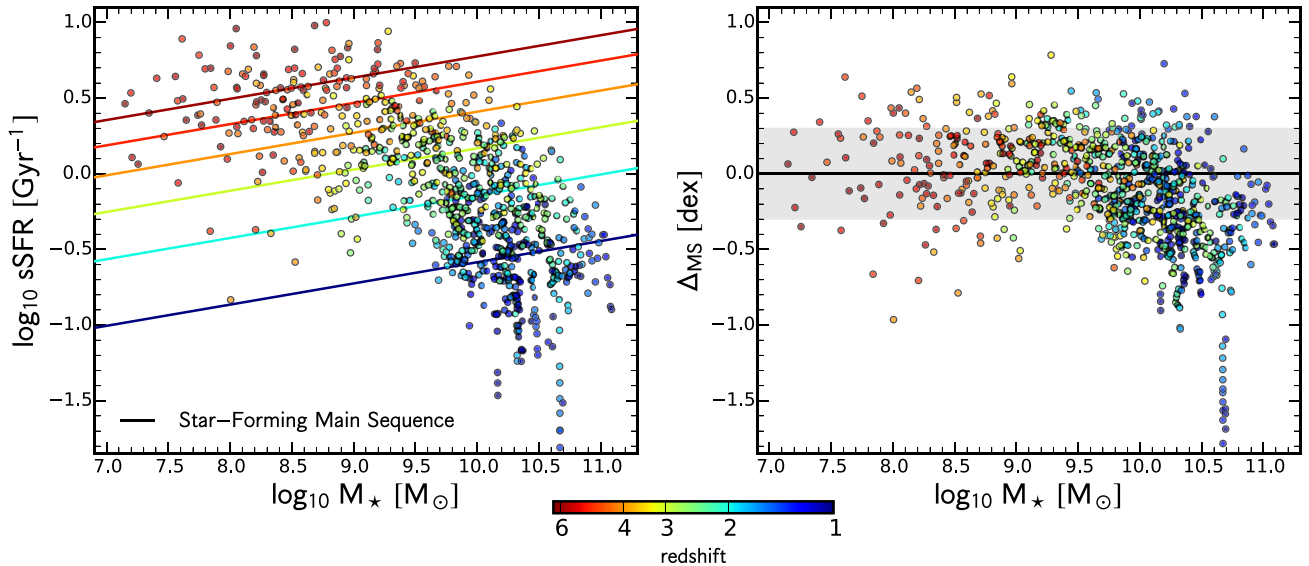 log₁₀ sSFR [Gyr⁻¹]
1.0
0.5
0.0
−0.5
−1.0
−1.5
Star−Forming Main Sequence
7.0 7.5 8.0 8.5 9.0 9.5 10.0 10.5 11.0
log₁₀ M⋆ [M⊙]
Δ_MS [dex]
1.0
0.5
0.0
−0.5
−1.0
−1.5
7.0 7.5 8.0 8.5 9.0 9.5 10.0 10.5 11.0
log₁₀ M⋆ [M⊙]
6 4 3 2 1
redshift